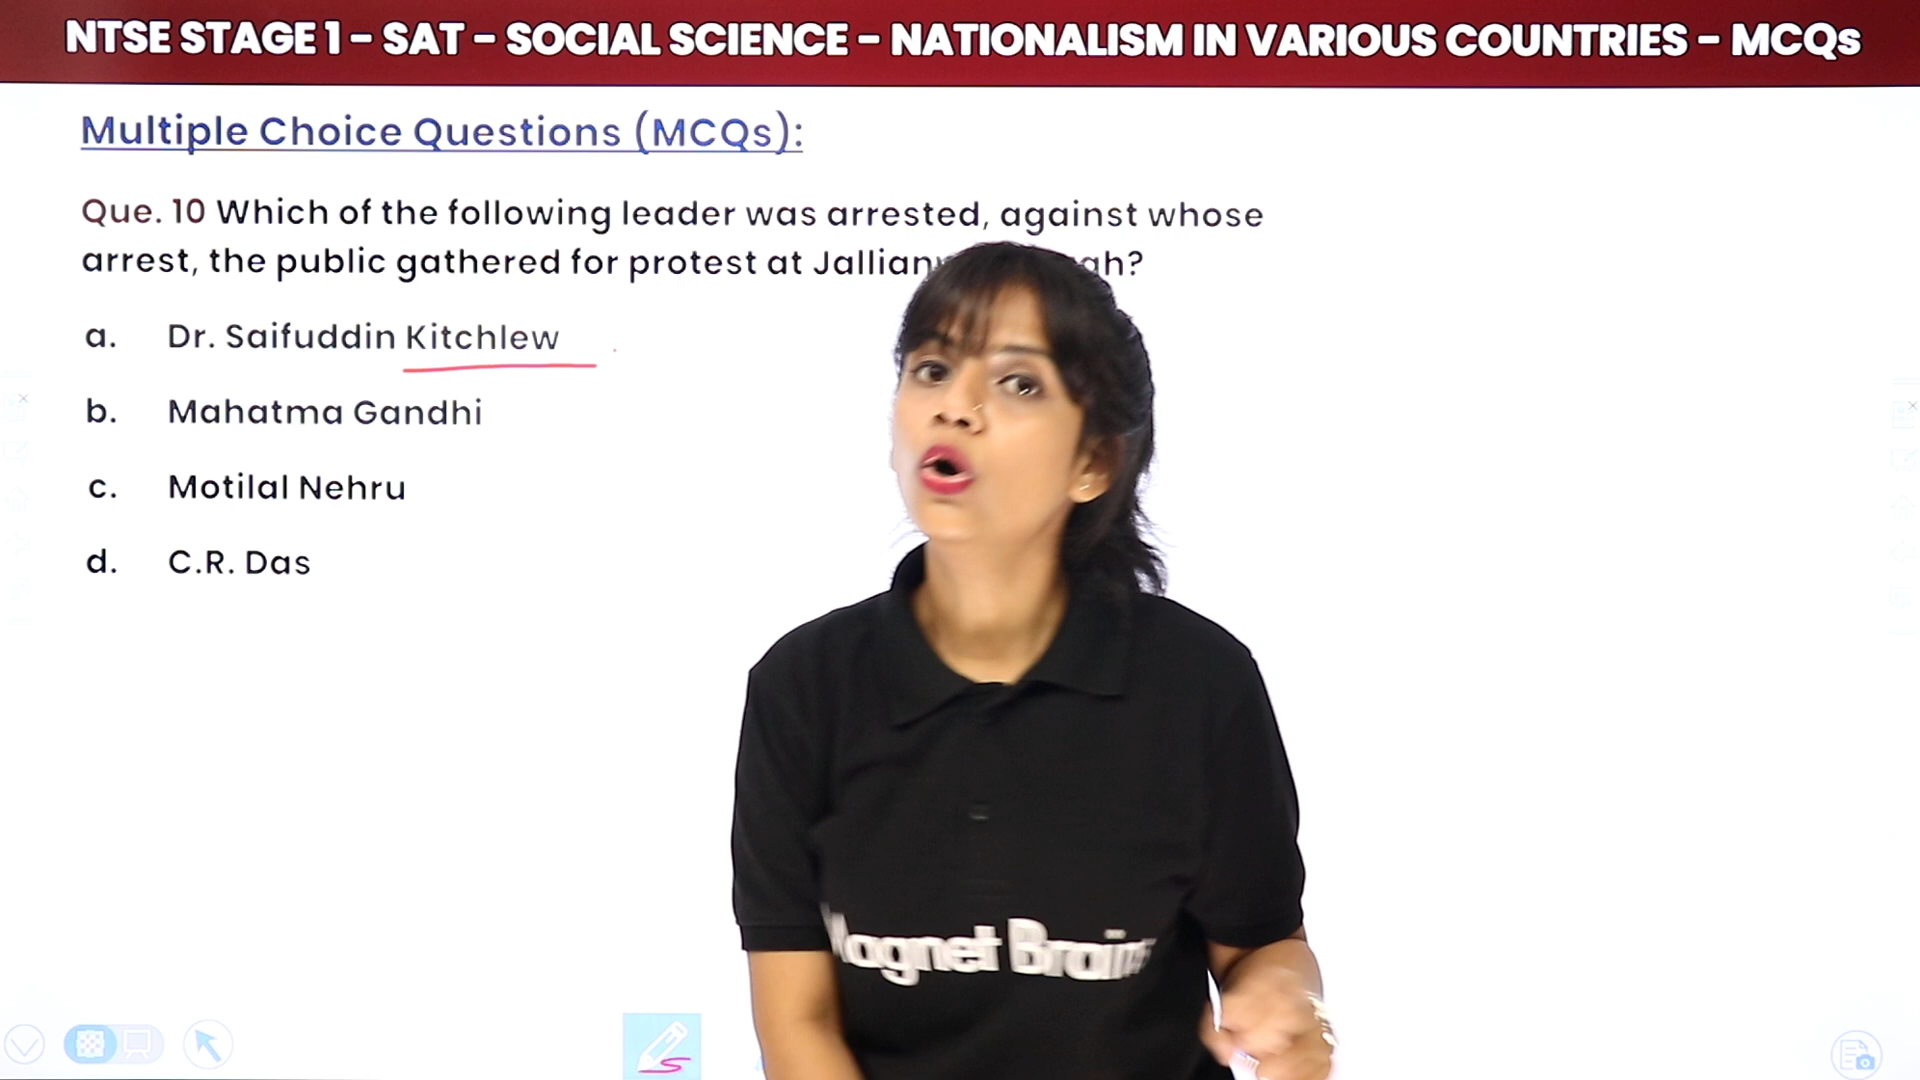 NTSE STAGE 1 - SAT - SOCIAL SCIENCE - NATIONALISM IN VARIOUS COUNTRIES - MCQs
Multiple Choice Questions (MCQs):
Que. 10 Which of the following leader was arrested, against whose
arrest, the public gathered for protest at
a. Dr. Saifuddin Kitchlew
b. Mahatma Gandhi
c. Motilal Nehru
d. C.R. Das
Magnet Brains